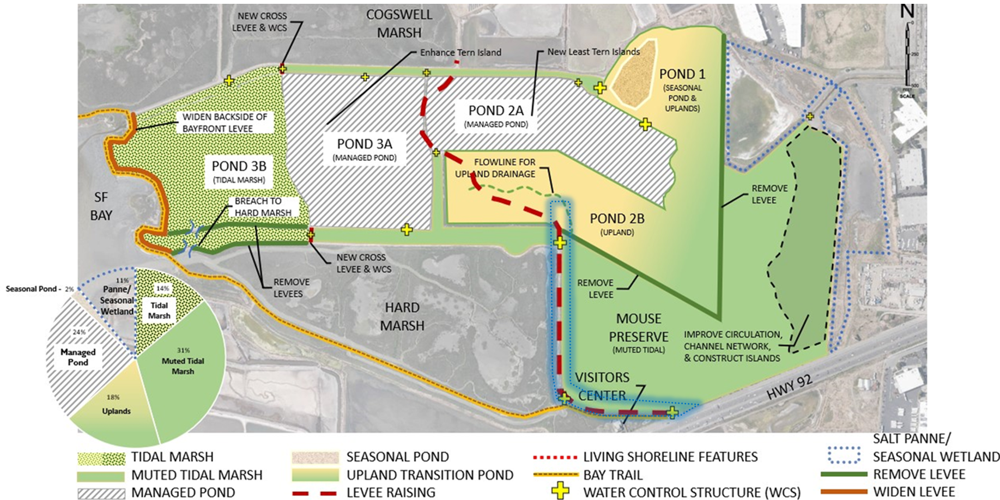 NEW CROSS
LEVEE & WCS
COGSWELL
MARSH
N
0
250
500
FEET
SCALE
Enhance Tern Island
New Least Tern Islands
POND 1
(SEASONAL
POND &
UPLANDS)
WIDEN BACKSIDE OF
BAYFRONT LEVEE
POND 2A
(MANAGED POND)
POND 3A
(MANAGED POND)
POND 3B
(TIDAL MARSH)
FLOWLINE FOR
UPLAND DRAINAGE
SF
BAY
BREACH TO
HARD MARSH
REMOVE
LEVEE
POND 2B
(UPLAND)
NEW CROSS
LEVEE & WCS
REMOVE
LEVEES
REMOVE
LEVEE
HARD
MARSH
MOUSE
PRESERVE
(MUTED TIDAL)
IMPROVE CIRCULATION,
CHANNEL NETWORK,
& CONSTRUCT ISLANDS
VISITORS
CENTER
HWY 92
Seasonal Pond - 2%
11%
Panne/
Seasonal
Wetland
14%
Tidal
Marsh
24%
Managed
Pond
31%
Muted Tidal
Marsh
18%
Uplands
TIDAL MARSH
MUTED TIDAL MARSH
MANAGED POND
SEASONAL POND
UPLAND TRANSITION POND
LEVEE RAISING
LIVING SHORELINE FEATURES
BAY TRAIL
WATER CONTROL STRUCTURE (WCS)
SALT PANNE/
SEASONAL WETLAND
REMOVE LEVEE
WIDEN LEVEE